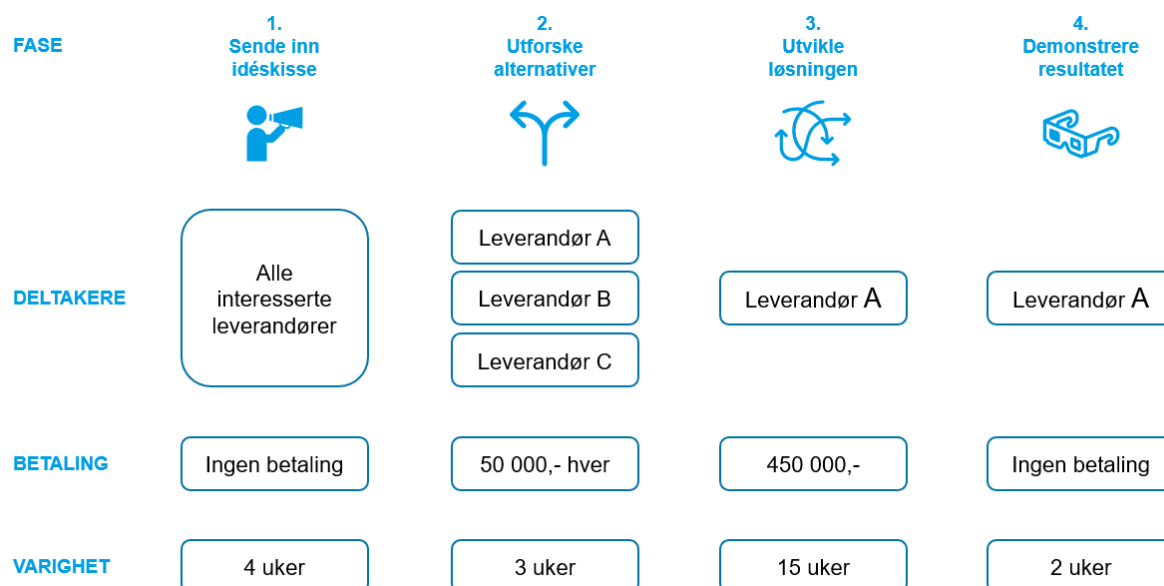 FASE
1.
Sende inn
idéskisse
2.
Utforske
alternativer
3.
Utvikle
løsningen
4.
Demonstrere
resultatet
DELTAKERE
Alle
interesserte
leverandører
Leverandør A
Leverandør B
Leverandør C
Leverandør A
Leverandør A
BETALING
Ingen betaling
50 000,- hver
450 000,-
Ingen betaling
VARIGHET
4 uker
3 uker
15 uker
2 uker